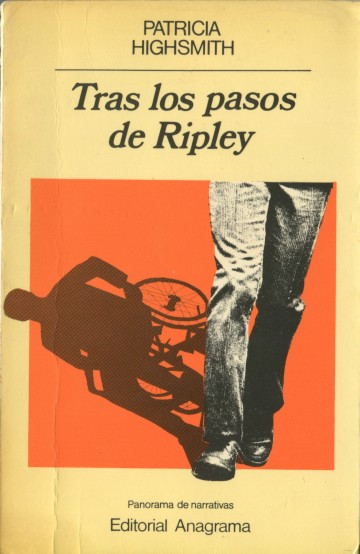 PATRICIA
HIGHSMITH
Tras los pasos
de Ripley
Panorama de narrativas
Editorial Anagrama